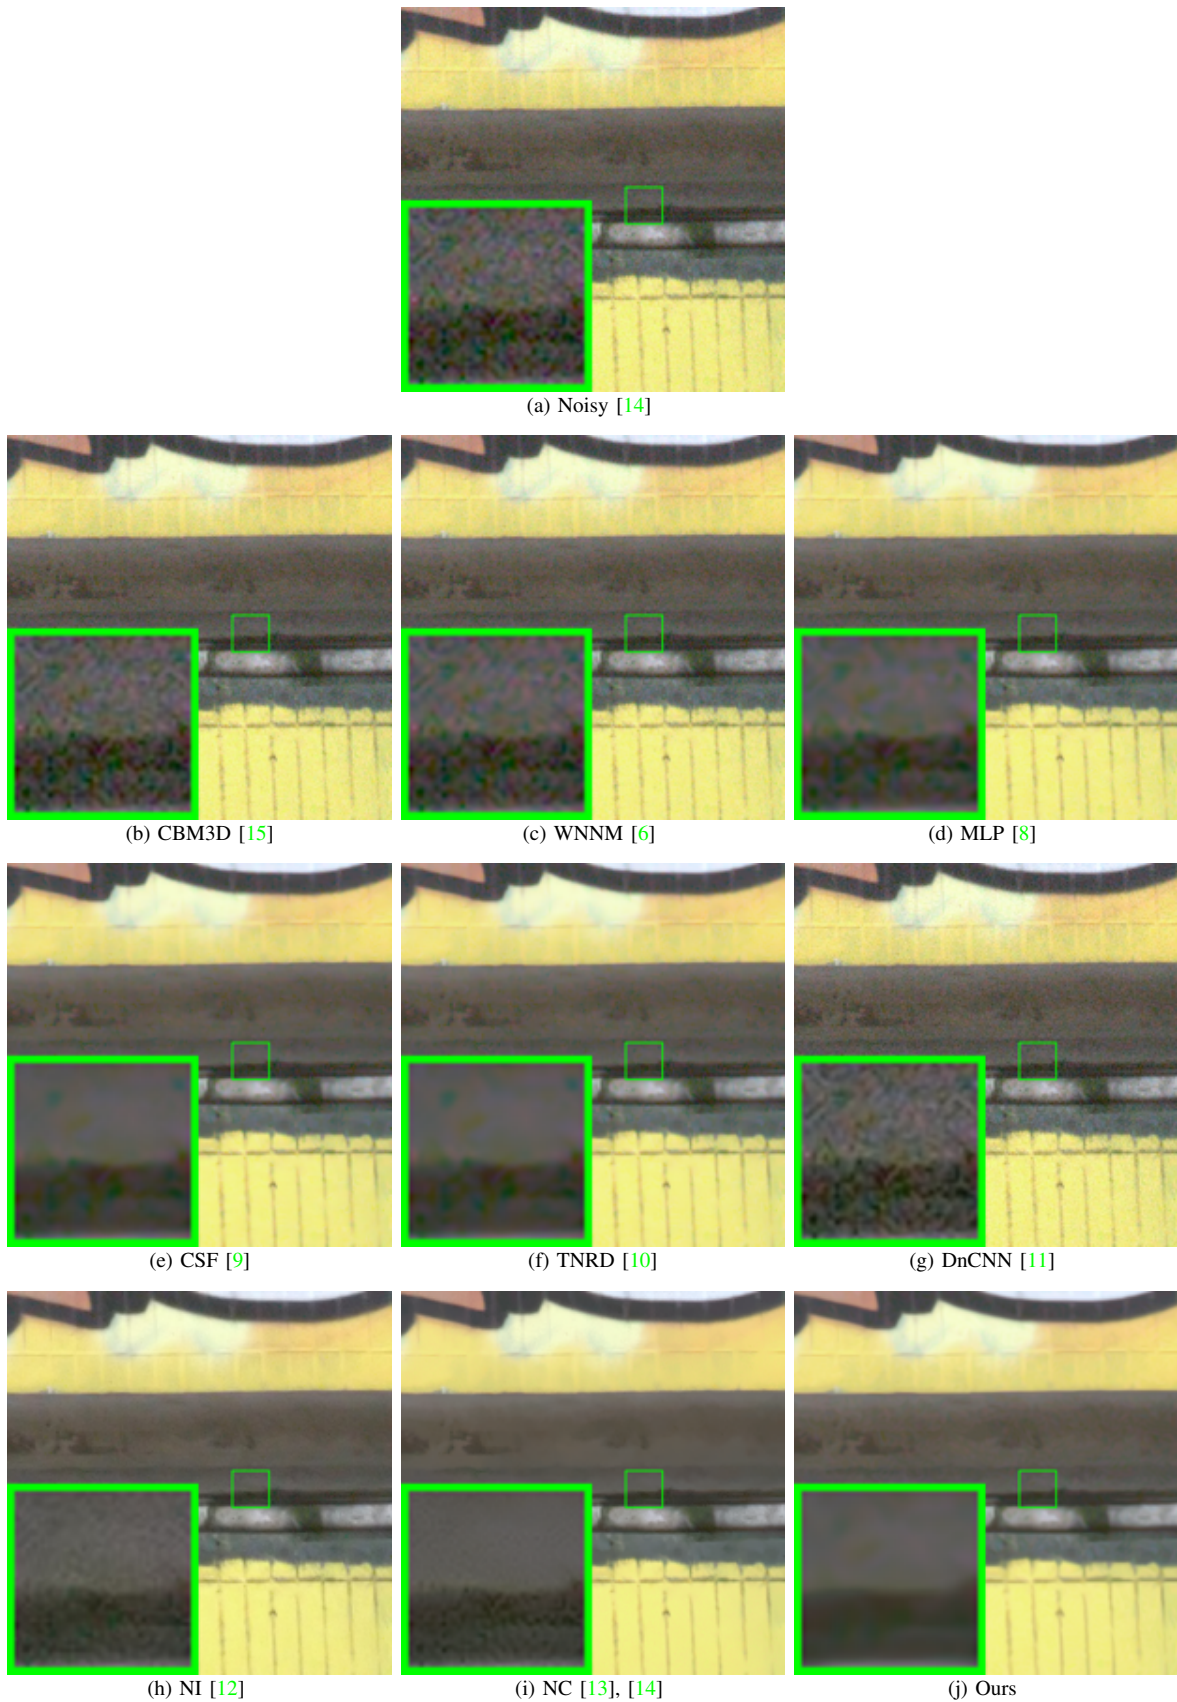 (a) Noisy [14]
(b) CBM3D [15]
(c) WNNM [6]
(d) MLP [8]
(e) CSF [9]
(f) TNRD [10]
(g) DnCNN [11]
(h) NI [12]
(i) NC [13], [14]
(j) Ours